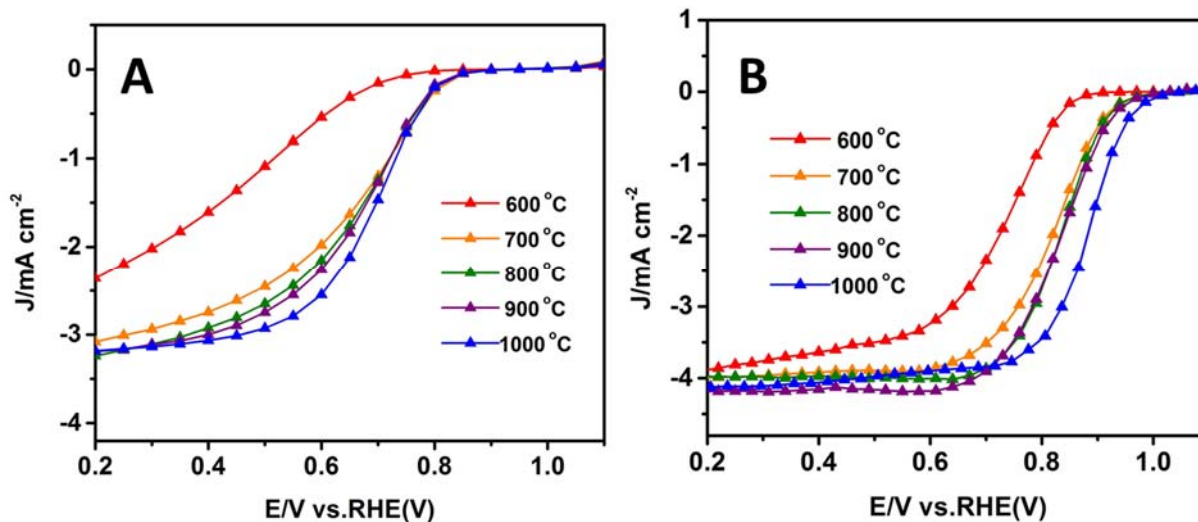 A
0
-1
-2
-3
-4
J/mA cm-2
600 °C
700 °C
800 °C
900 °C
1000 °C
0.2 0.4 0.6 0.8 1.0
E/V vs.RHE(V)
B
1
0
-1
-2
-3
-4
J/mA cm-2
600 °C
700 °C
800 °C
900 °C
1000 °C
0.2 0.4 0.6 0.8 1.0
E/V vs.RHE(V)